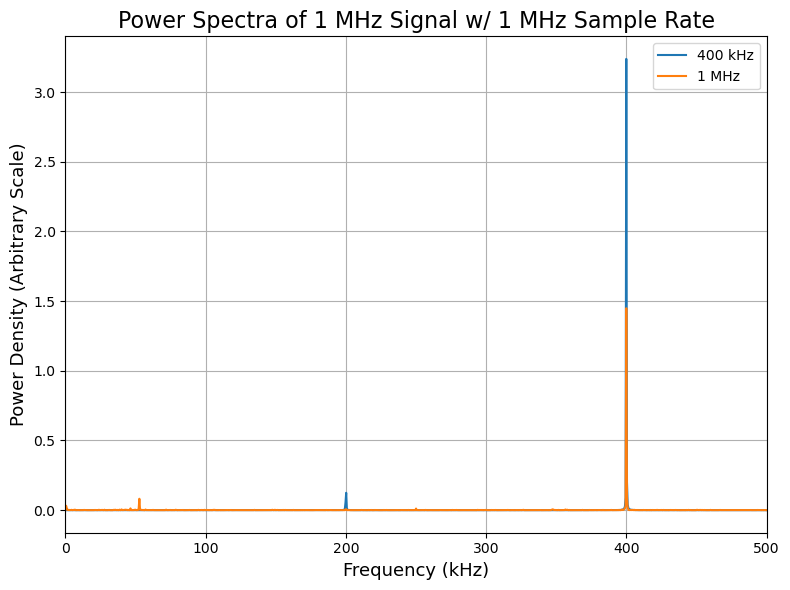 Power Spectra of 1 MHz Signal w/ 1 MHz Sample Rate
400 kHz
1 MHz
Power Density (Arbitrary Scale)
3.0
2.5
2.0
1.5
1.0
0.5
0.0
0 100 200 300 400 500
Frequency (kHz)